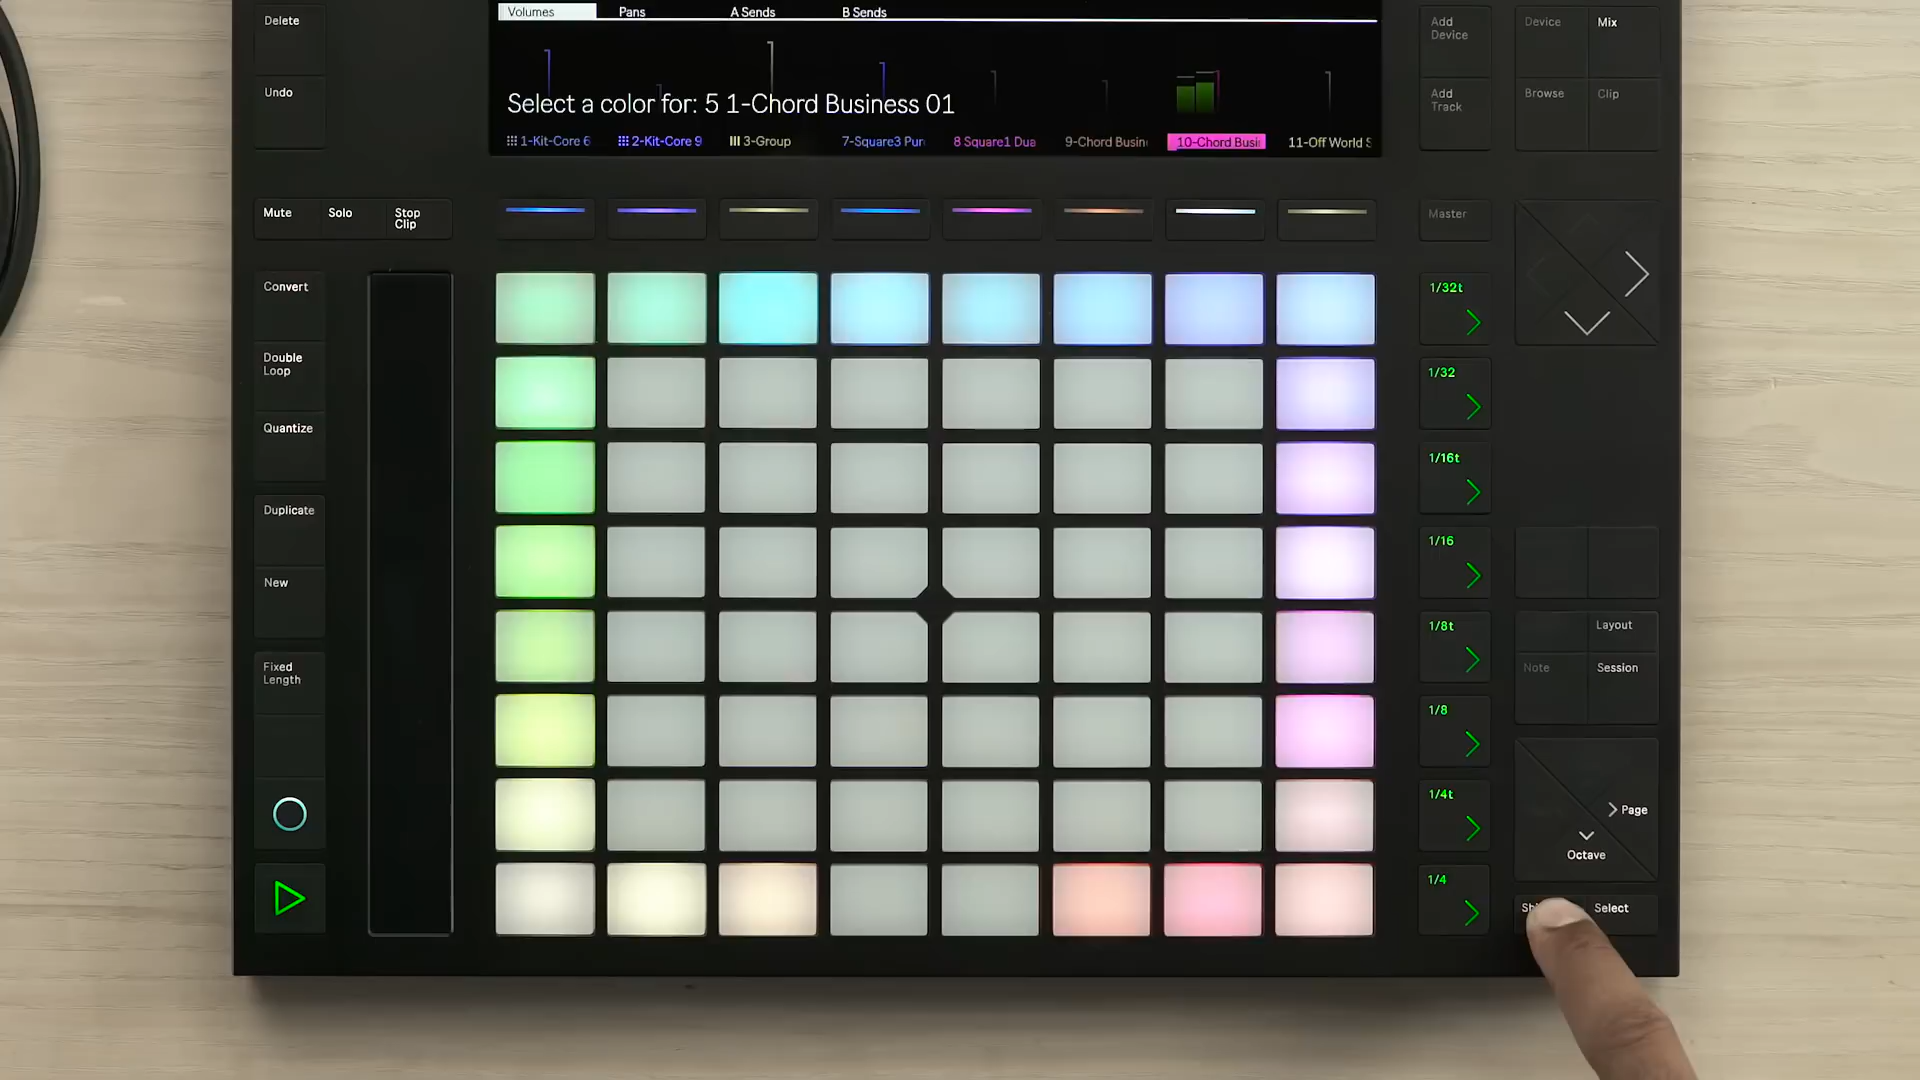 Delete
Undo
Volumes
Pans
A Sends
B Sends
Select a color for: 5 1-Chord Business 01
1-Kit-Core 6
2-Kit-Core 9
3-Group
7-Square3 Pur
8 Square1 Dua
9-Chord Busin
10-Chord Busi
11-Off World S
Add
Device
Device
Mix
Add
Track
Browse
Clip
Mute
Solo
Stop
Clip
Master
Convert
Double
Loop
Quantize
Duplicate
New
Fixed
Length
1/32t
1/32
1/16t
1/16
1/8t
1/8
1/4t
1/4
Layout
Note
Session
Page
Octave
Select